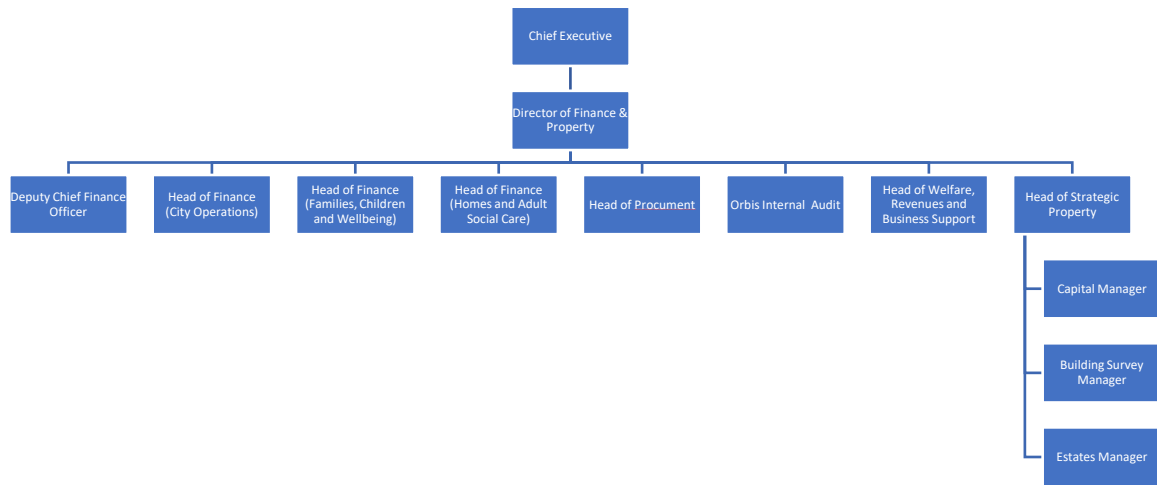 Chief Executive
Director of Finance &
Property
Deputy Chief Finance
Officer
Head of Finance
(City Operations)
Head of Finance
(Families, Children
and Wellbeing)
Head of Finance
(Homes and Adult
Social Care)
Head of Procument
Orbis Internal Audit
Head of Welfare,
Revenues and
Business Support
Head of Strategic
Property
Capital Manager
Building Survey
Manager
Estates Manager